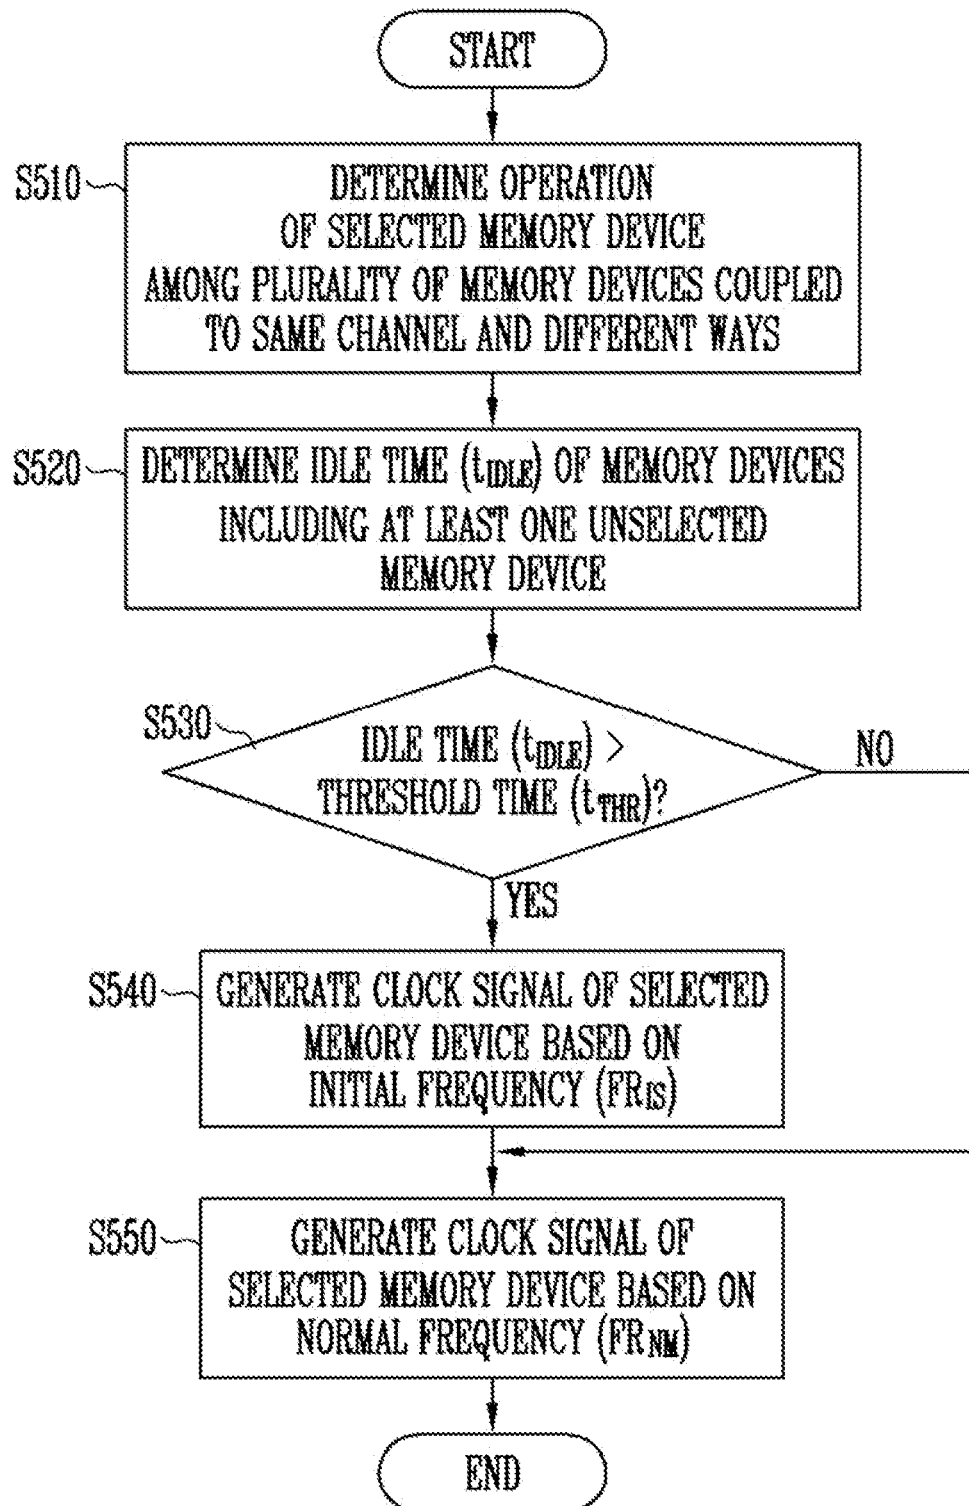 START
S510
DETERMINE OPERATION
OF SELECTED MEMORY DEVICE
AMONG PLURALITY OF MEMORY DEVICES COUPLED
TO SAME CHANNEL AND DIFFERENT WAYS
S520
DETERMINE IDLE TIME (tIDLE) OF MEMORY DEVICES
INCLUDING AT LEAST ONE UNSELECTED
MEMORY DEVICE
S530
IDLE TIME (tIDLE) >
THRESHOLD TIME (tTHR)?
NO
YES
S540
GENERATE CLOCK SIGNAL OF SELECTED
MEMORY DEVICE BASED ON
INITIAL FREQUENCY (FRIS)
S550
GENERATE CLOCK SIGNAL OF
SELECTED MEMORY DEVICE BASED ON
NORMAL FREQUENCY (FRNM)
END